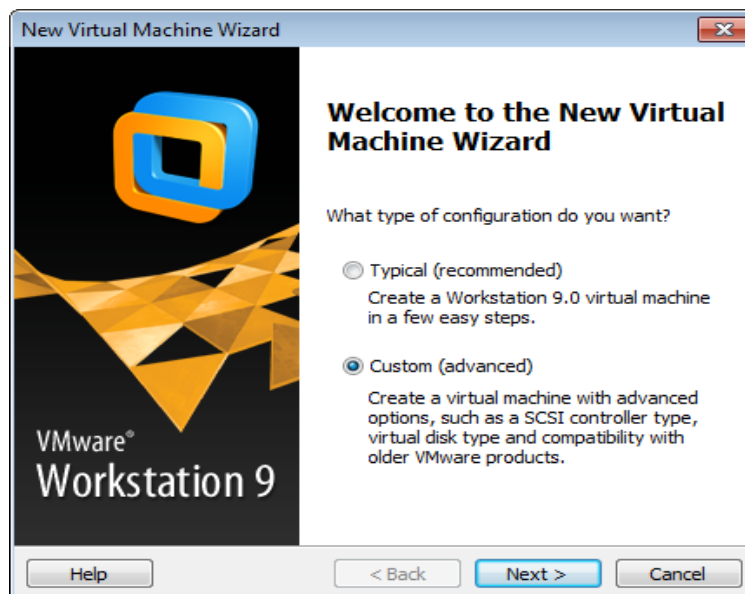 New Virtual Machine Wizard
Welcome to the New Virtual
Machine Wizard
What type of configuration do you want?
Typical (recommended)
Create a Workstation 9.0 virtual machine
in a few easy steps.
Custom (advanced)
Create a virtual machine with advanced
options, such as a SCSI controller type,
virtual disk type and compatibility with
older VMware products.
VMware®
Workstation 9
Help
< Back
Next >
Cancel